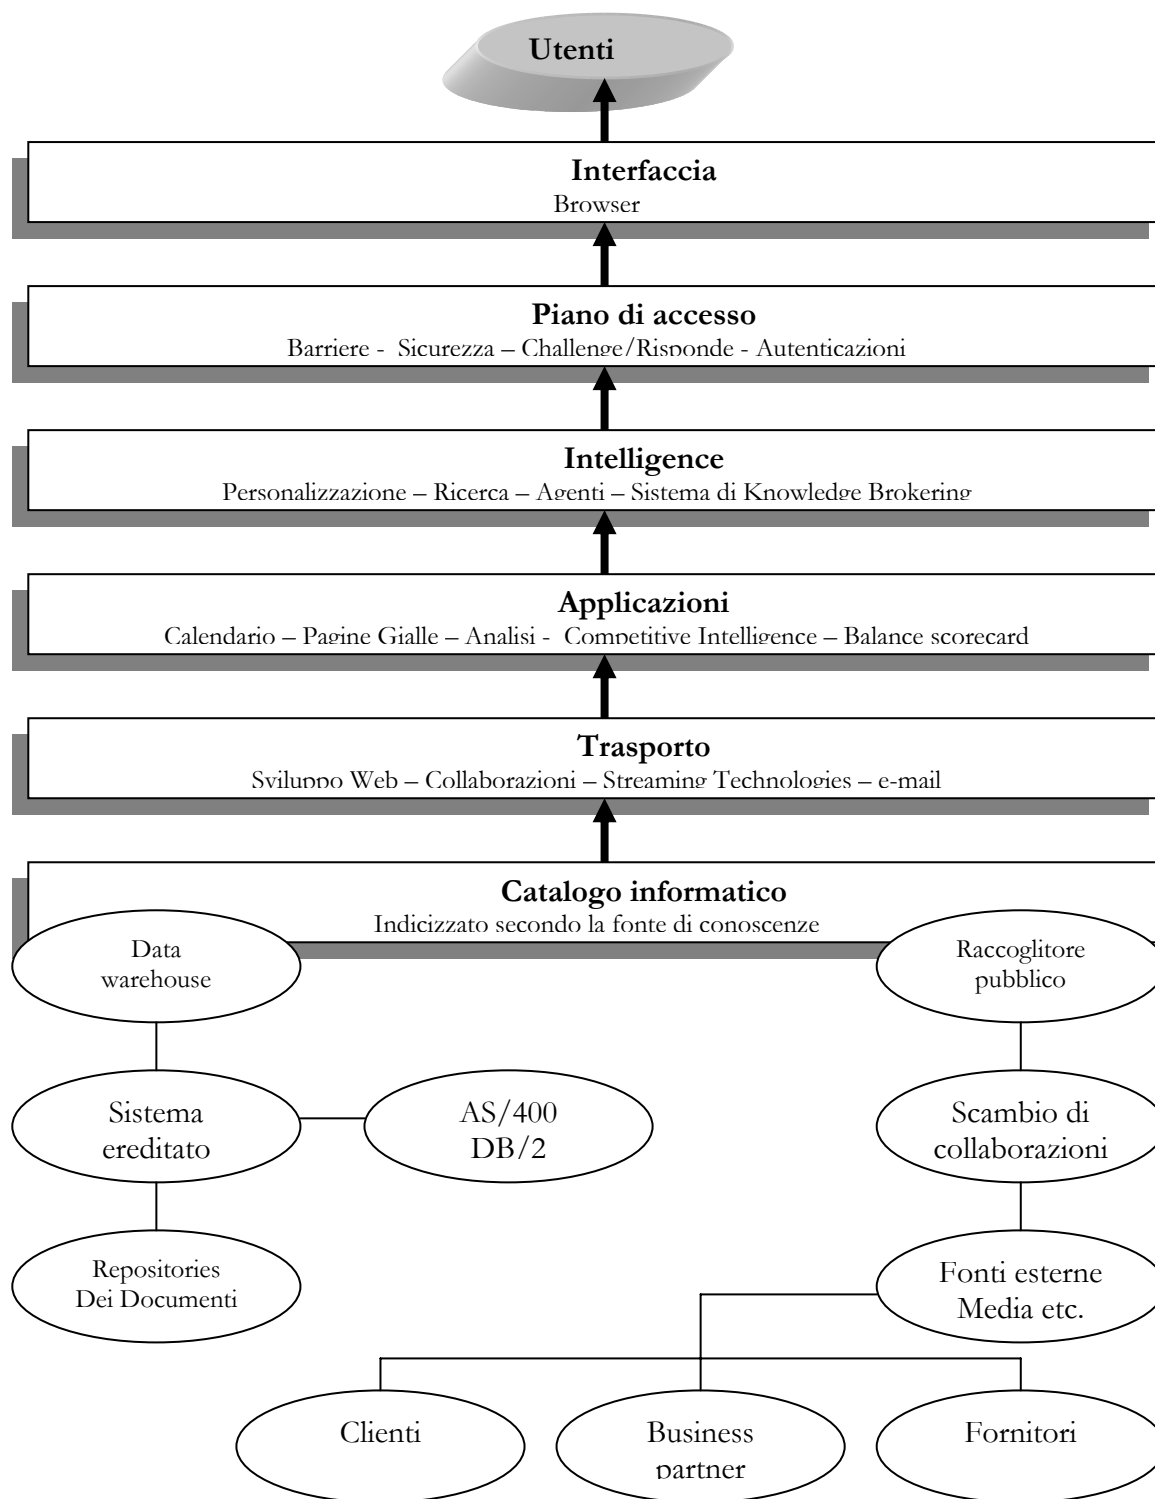 Utenti
Interfaccia
Browser
Piano di accesso
Barriere - Sicurezza – Challenge/Risponde - Autenticazioni
Intelligence
Personalizzazione – Ricerca – Agenti – Sistema di Knowledge Brokering
Applicazioni
Calendario – Pagine Gialle – Analisi - Competitive Intelligence – Balance scorecard
Trasporto
Sviluppo Web – Collaborazioni – Streaming Technologies – e-mail
Catalogo informatico
Indicizzato secondo la fonte di conoscenze
Data
warehouse
Raccoglitore
pubblico
Sistema
ereditato
AS/400
DB/2
Scambio di
collaborazioni
Repositories
Dei Documenti
Fonti esterne
Media etc.
Clienti
Business
partner
Fornitori